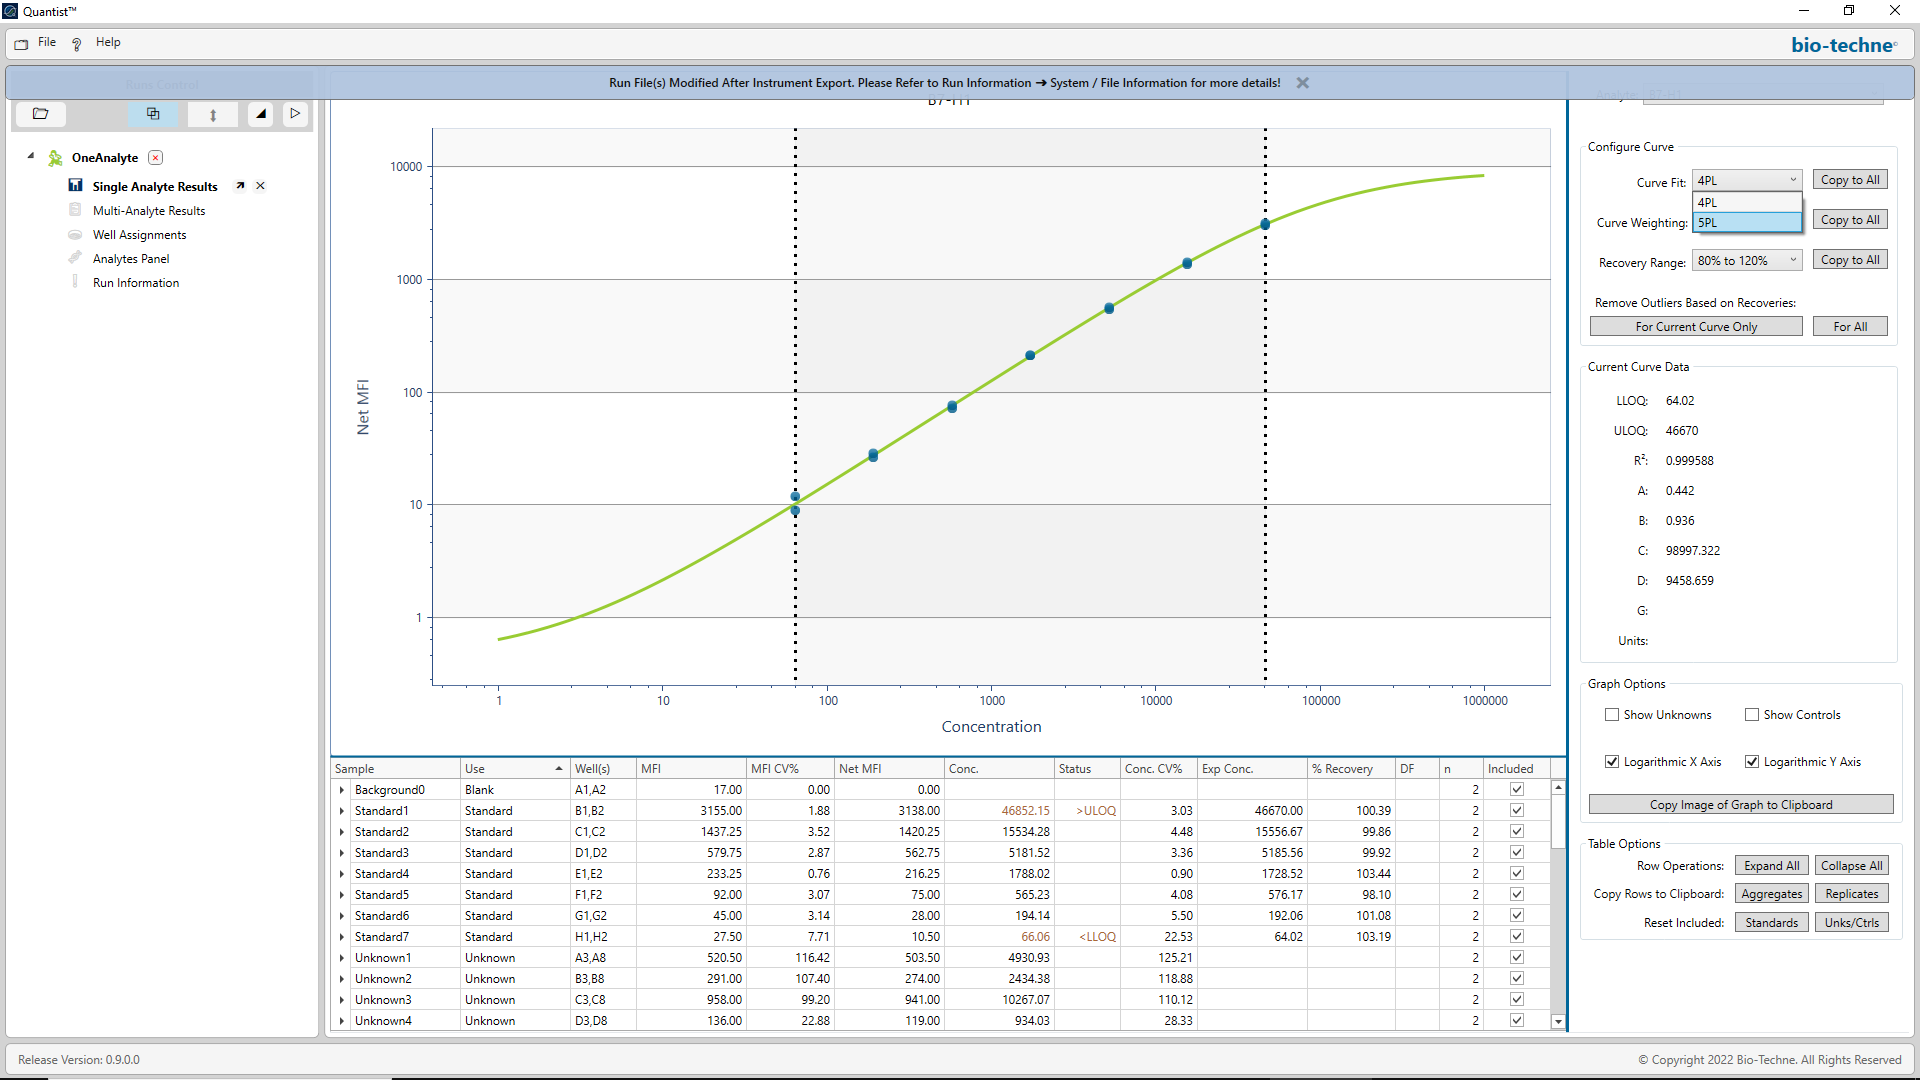 Quantist™
File
Help
bio-techne®
Run File(s) Modified After Instrument Export. Please Refer to Run Information ➔ System / File Information for more details!
Runs Control
OneAnalyte
Single Analyte Results
Multi-Analyte Results
Well Assignments
Analytes Panel
Run Information
B7-H1
Net MFI
10000
1000
100
10
1
1 10 100 1000 10000 100000 1000000
Concentration
Analyte: B7-H1
Configure Curve
Curve Fit: 4PL Copy to All
4PL
5PL
Curve Weighting: Copy to All
Recovery Range: 80% to 120% Copy to All
Remove Outliers Based on Recoveries:
For Current Curve Only For All
Current Curve Data
LLOQ: 64.02
ULOQ: 46670
R²: 0.999588
A: 0.442
B: 0.936
C: 98997.322
D: 9458.659
G:
Units:
Graph Options
Show Unknowns Show Controls
Logarithmic X Axis Logarithmic Y Axis
Copy Image of Graph to Clipboard
Table Options
Row Operations: Expand All Collapse All
Copy Rows to Clipboard: Aggregates Replicates
Reset Included: Standards Unks/Ctrls
Sample Use Well(s) MFI MFI CV% Net MFI Conc. Status Conc. CV% Exp Conc. % Recovery DF n Included
Background0 Blank A1,A2 17.00 0.00 0.00 2
Standard1 Standard B1,B2 3155.00 1.88 3138.00 46852.15 >ULOQ 3.03 46670.00 100.39 2
Standard2 Standard C1,C2 1437.25 3.52 1420.25 15534.28 4.48 15556.67 99.86 2
Standard3 Standard D1,D2 579.75 2.87 562.75 5181.52 3.36 5185.56 99.92 2
Standard4 Standard E1,E2 233.25 0.76 216.25 1788.02 0.90 1728.52 103.44 2
Standard5 Standard F1,F2 92.00 3.07 75.00 565.23 4.08 576.17 98.10 2
Standard6 Standard G1,G2 45.00 3.14 28.00 194.14 5.50 192.06 101.08 2
Standard7 Standard H1,H2 27.50 7.71 10.50 66.06 <LLOQ 22.53 64.02 103.19 2
Unknown1 Unknown A3,A8 520.50 116.42 503.50 4930.93 125.21 2
Unknown2 Unknown B3,B8 291.00 107.40 274.00 2434.38 118.88 2
Unknown3 Unknown C3,C8 958.00 99.20 941.00 10267.07 110.12 2
Unknown4 Unknown D3,D8 136.00 22.88 119.00 934.03 28.33 2
Release Version: 0.9.0.0
© Copyright 2022 Bio-Techne. All Rights Reserved